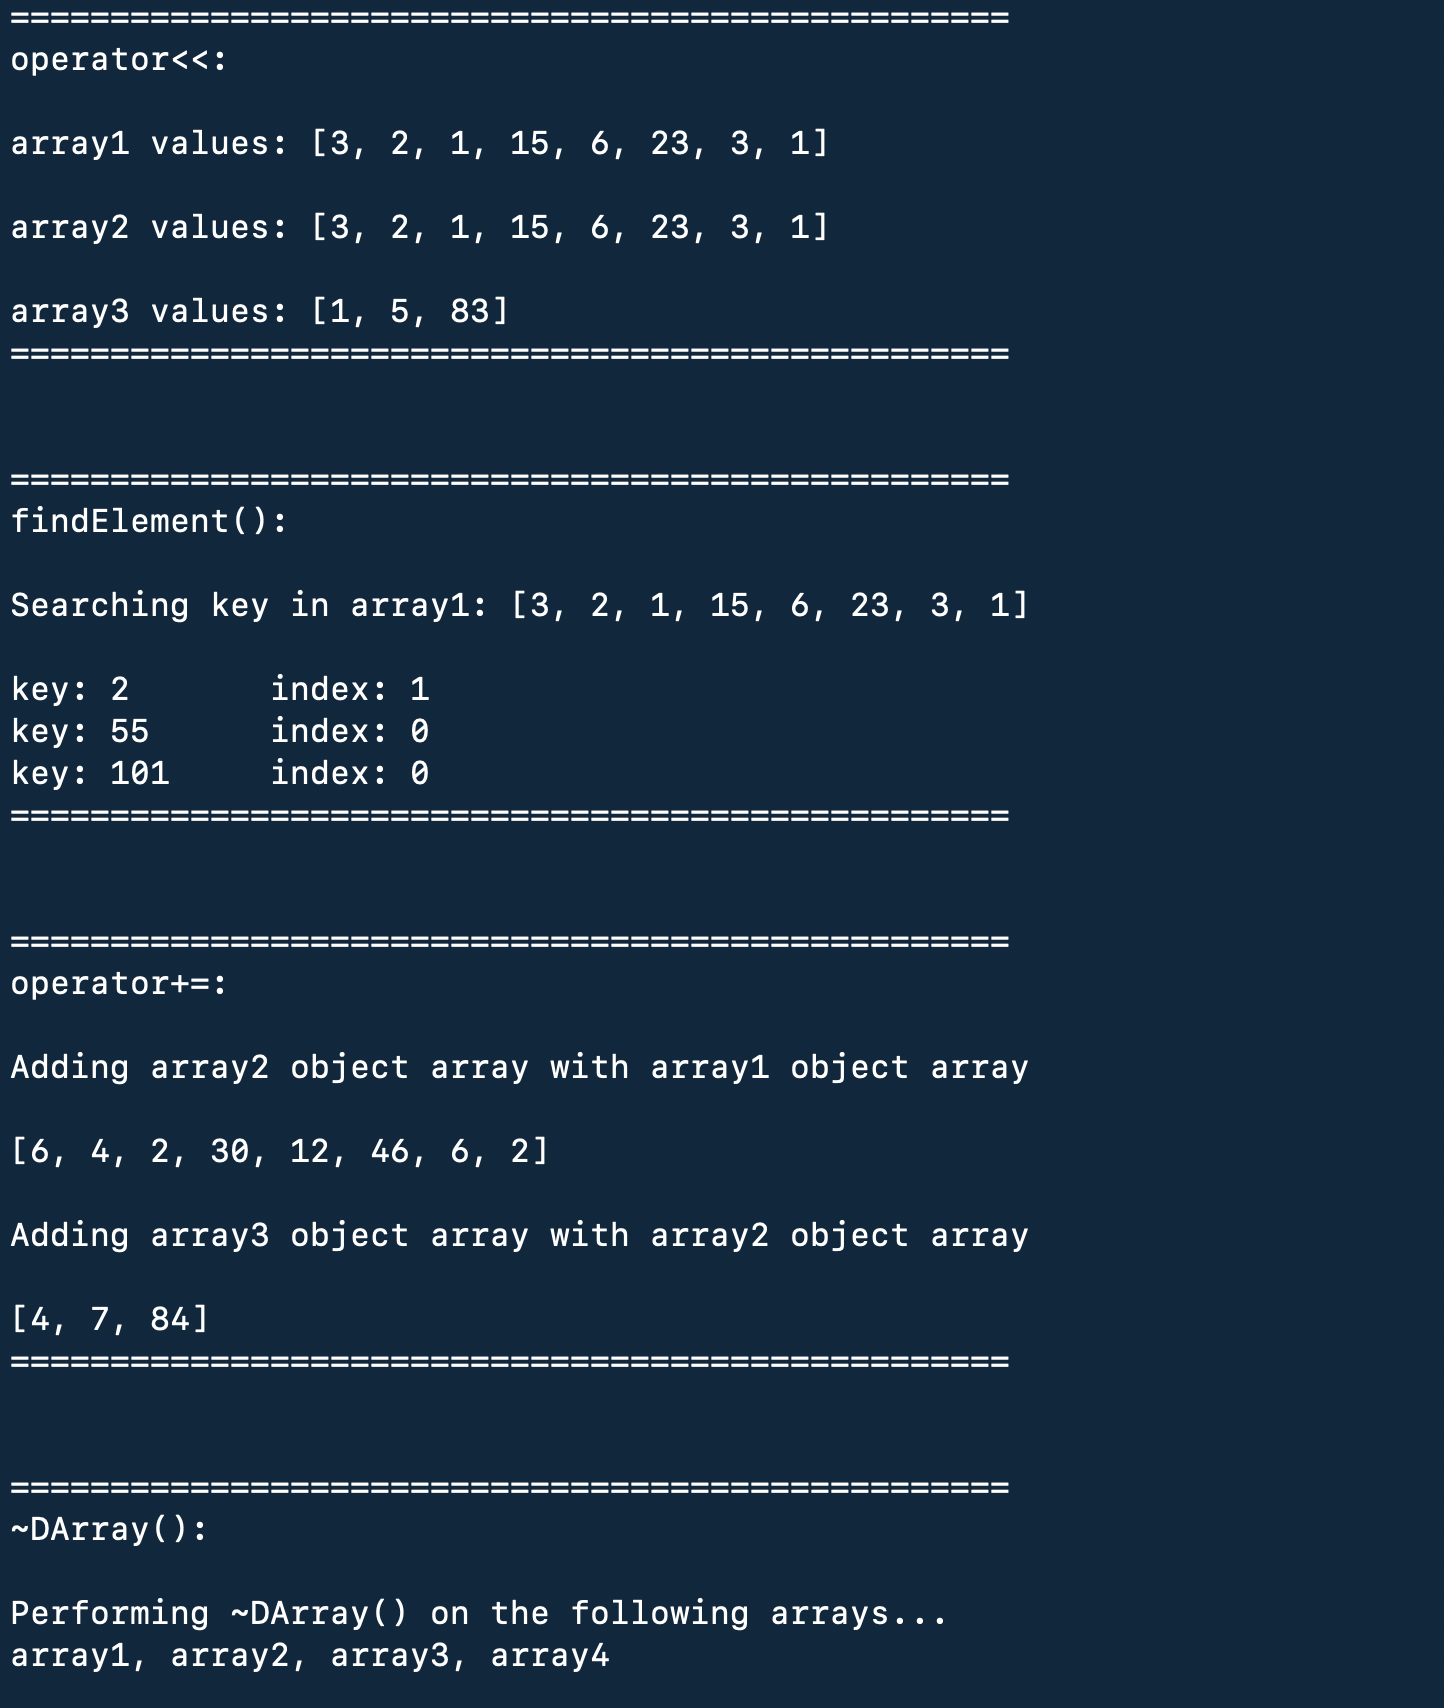 ==================================================
operator<<:
array1 values: [3, 2, 1, 15, 6, 23, 3, 1]
array2 values: [3, 2, 1, 15, 6, 23, 3, 1]
array3 values: [1, 5, 83]
==================================================
==================================================
findElement():
Searching key in array1: [3, 2, 1, 15, 6, 23, 3, 1]
key: 2       index: 1
key: 55      index: 0
key: 101     index: 0
==================================================
==================================================
operator+=:
Adding array2 object array with array1 object array
[6, 4, 2, 30, 12, 46, 6, 2]
Adding array3 object array with array2 object array
[4, 7, 84]
==================================================
==================================================
~DArray():
Performing ~DArray() on the following arrays...
array1, array2, array3, array4